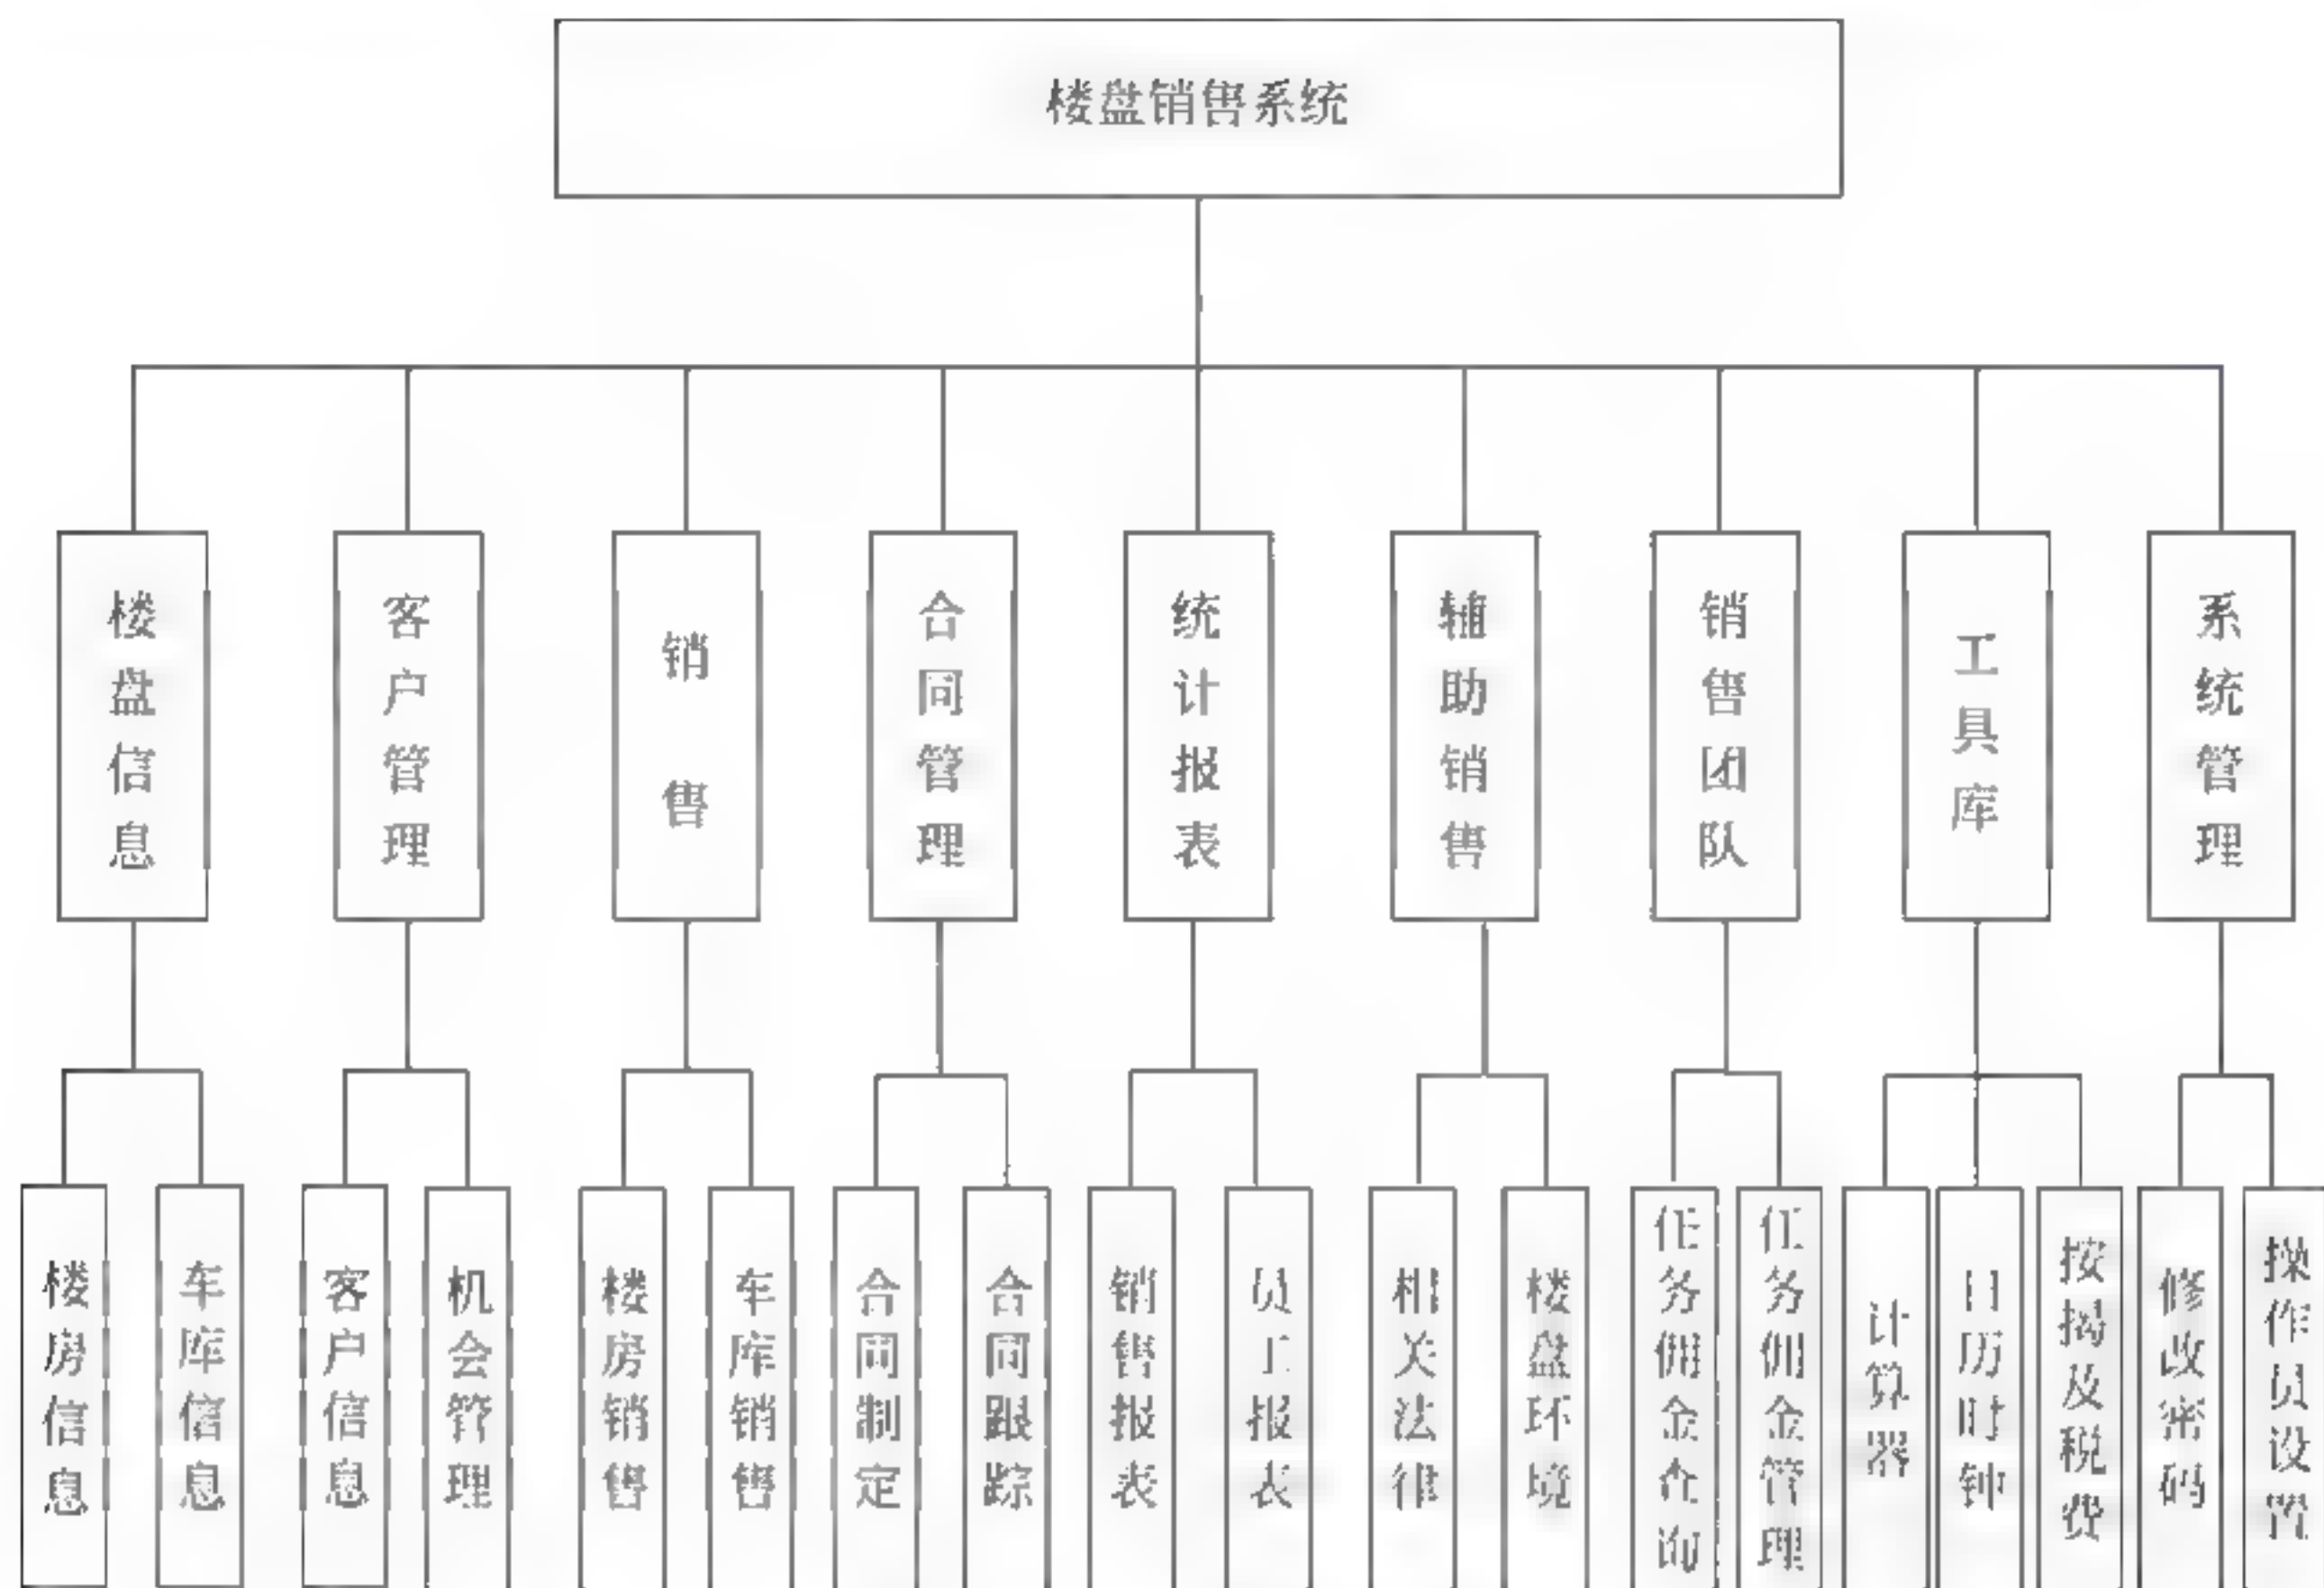 楼盘销售系统
楼盘信息
客户管理
销售
合同管理
统计报表
辅助销售
销售团队
工具库
系统管理
楼房信息
车库信息
客户信息
机会管理
楼房销售
车库销售
合同制定
合同跟踪
销售报表
员工报表
相关法律
楼盘环境
任务佣金查询
任务佣金管理
计算器
日历时钟
按揭及税费
修改密码
操作员设置